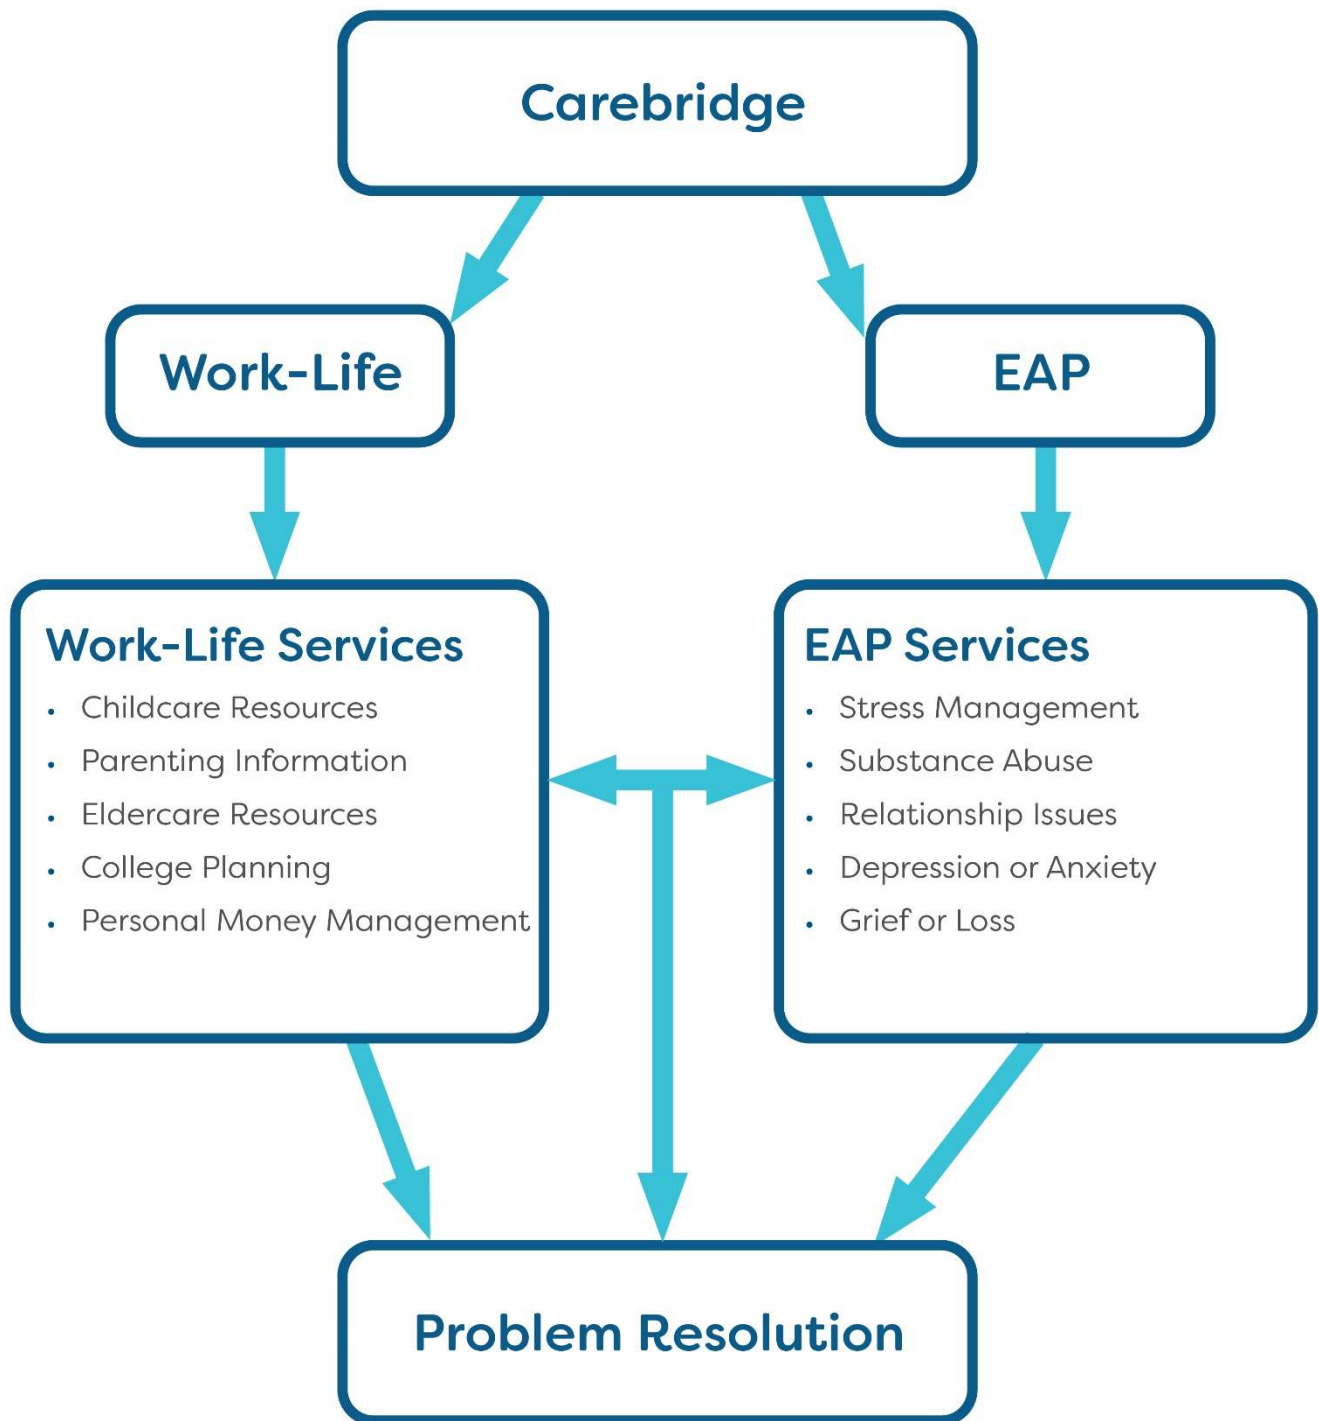 Carebridge
Work-Life
EAP
Work-Life Services
• Childcare Resources
• Parenting Information
• Eldercare Resources
• College Planning
• Personal Money Management
EAP Services
• Stress Management
• Substance Abuse
• Relationship Issues
• Depression or Anxiety
• Grief or Loss
Problem Resolution